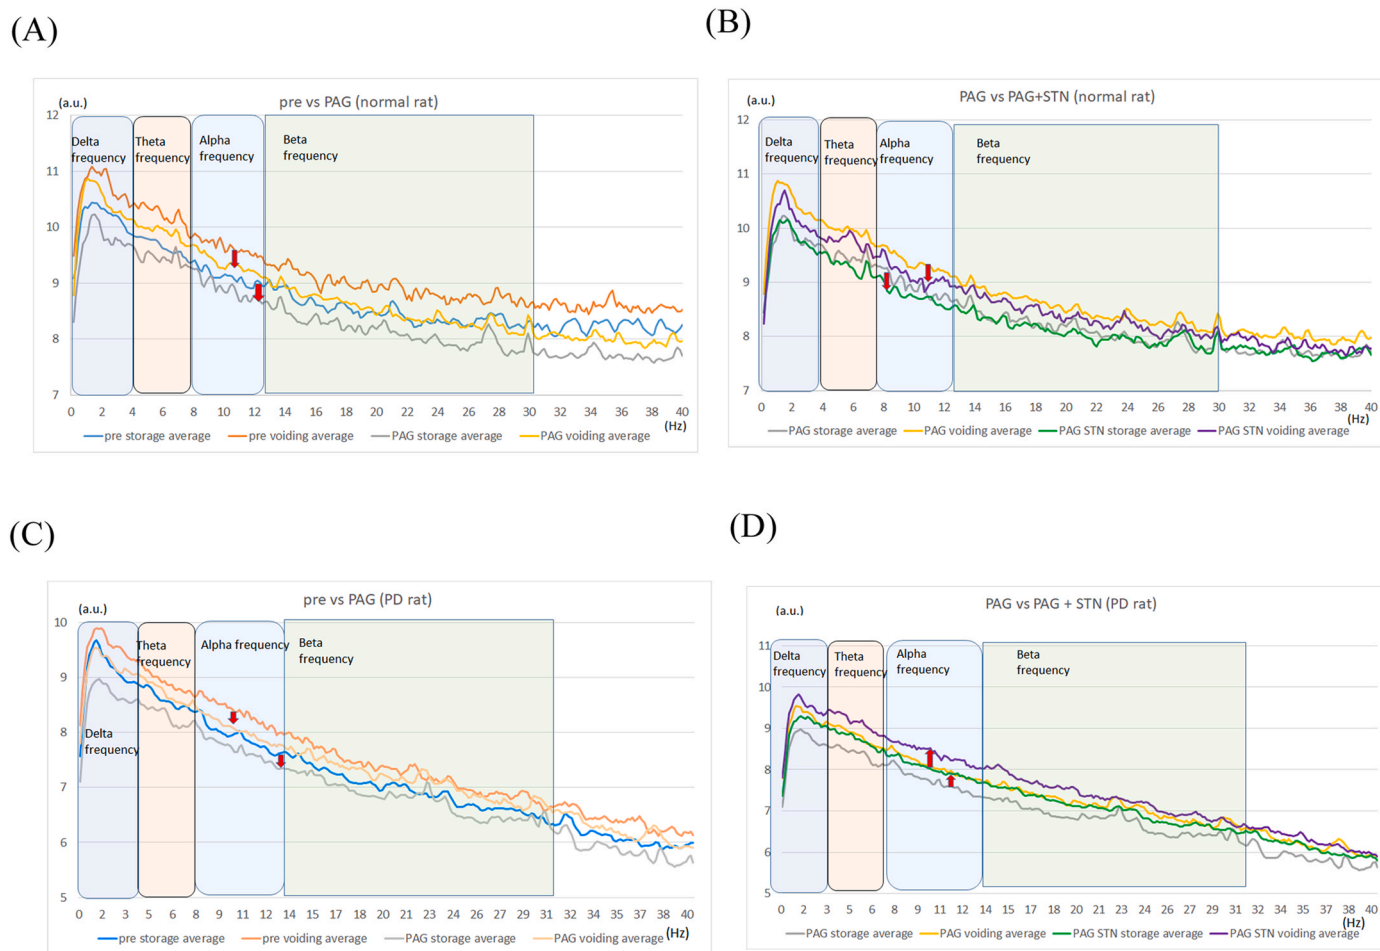 (A)
pre vs PAG (normal rat)
(a.u.)
12
11
10
9
8
7
Delta
frequency
Theta
frequency
Alpha
frequency
Beta
frequency
0 2 4 6 8 10 12 14 16 18 20 22 24 26 28 30 32 34 36 38 40
(Hz)
pre storage average pre voiding average PAG storage average PAG voiding average
(B)
PAG vs PAG+STN (normal rat)
(a.u.)
12
11
10
9
8
7
Delta
frequency
Theta
frequency
Alpha
frequency
Beta
frequency
0 2 4 6 8 10 12 14 16 18 20 22 24 26 28 30 32 34 36 38 40
(Hz)
PAG storage average PAG voiding average PAG STN storage average PAG STN voiding average
(C)
pre vs PAG (PD rat)
(a.u.)
10
9
8
7
6
5
Delta
frequency
Theta
frequency
Alpha frequency
Beta
frequency
0 2 3 5 6 8 9 11 12 14 15 17 18 20 21 23 24 26 27 29 31 32 34 35 37 38 40
(Hz)
pre storage average pre voiding average PAG storage average PAG voiding average
(D)
PAG vs PAG + STN (PD rat)
(a.u.)
11
10
9
8
7
6
5
Delta
frequency
Theta
frequency
Alpha
frequency
Beta
frequency
0 2 3 5 6 8 9 11 12 14 15 17 18 20 21 23 24 26 27 29 31 32 34 35 37 38 40
(Hz)
PAG storage average PAG voiding average PAG STN storage average PAG STN voiding average